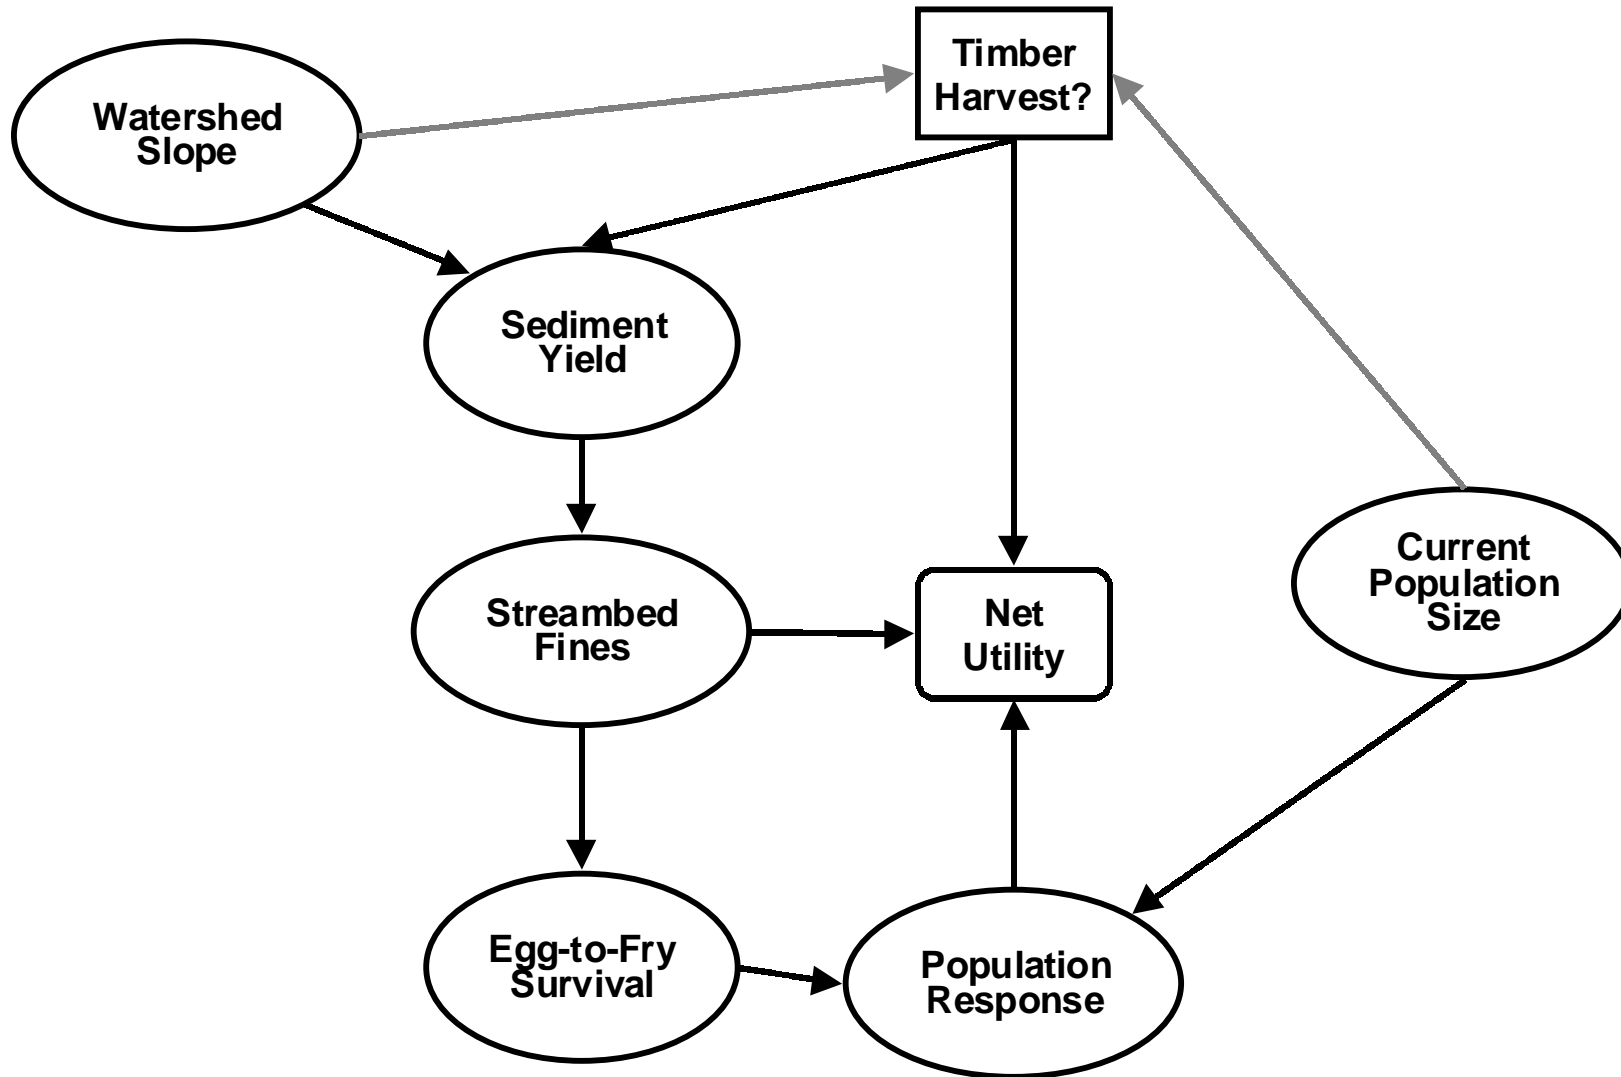 Timber
Harvest?
Watershed
Slope
Sediment
Yield
Current
Population
Size
Streambed
Fines
Net
Utility
Egg-to-Fry
Survival
Population
Response